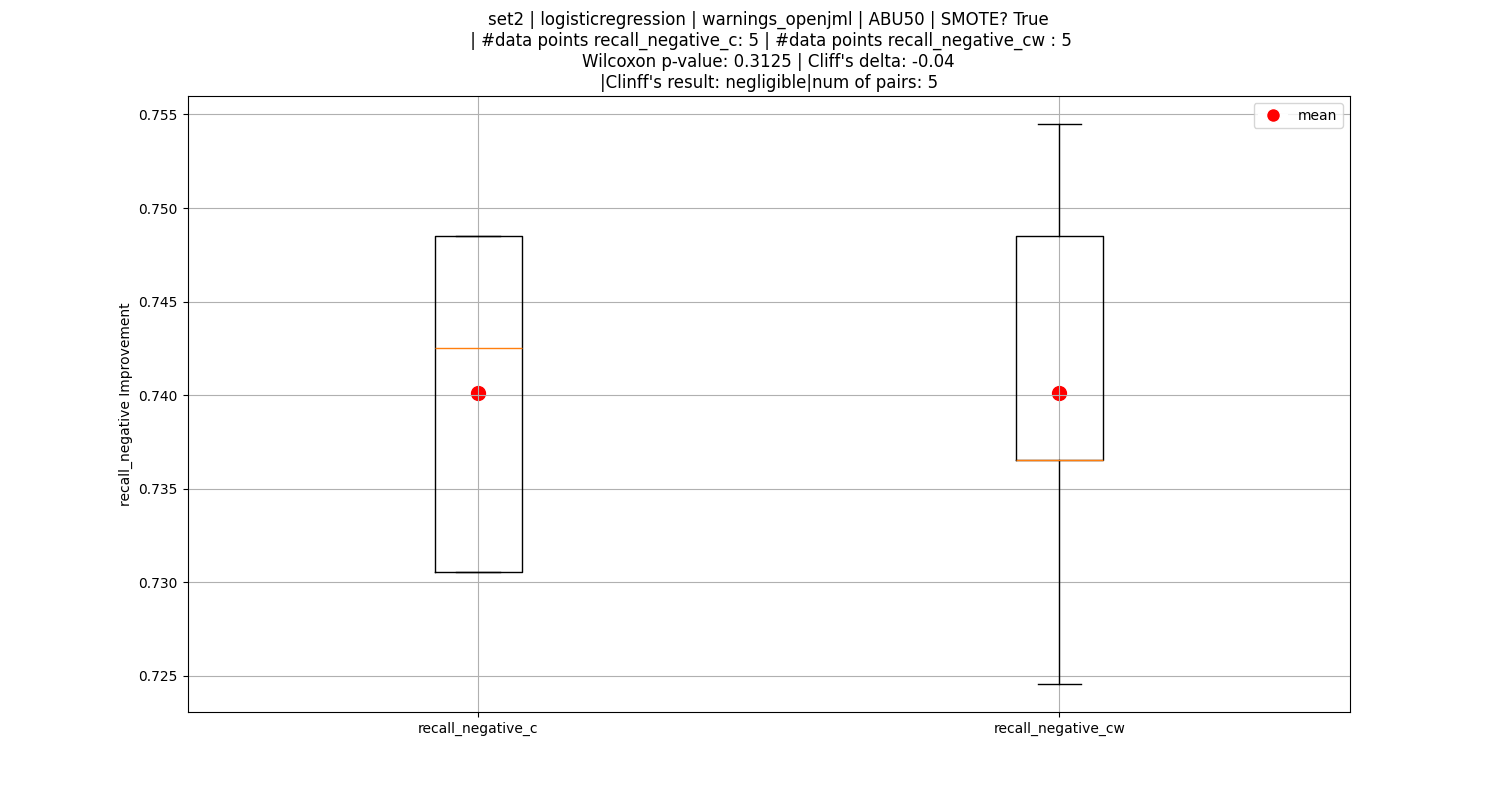 set2 | logisticregression | warnings_openjml | ABU50 | SMOTE? True
| #data points recall_negative_c: 5 | #data points recall_negative_cw : 5
Wilcoxon p-value: 0.3125 | Cliff's delta: -0.04
|Clinff's result: negligible|num of pairs: 5
mean
0.755
0.750
0.745
0.740
0.735
0.730
0.725
recall_negative Improvement
recall_negative_c
recall_negative_cw